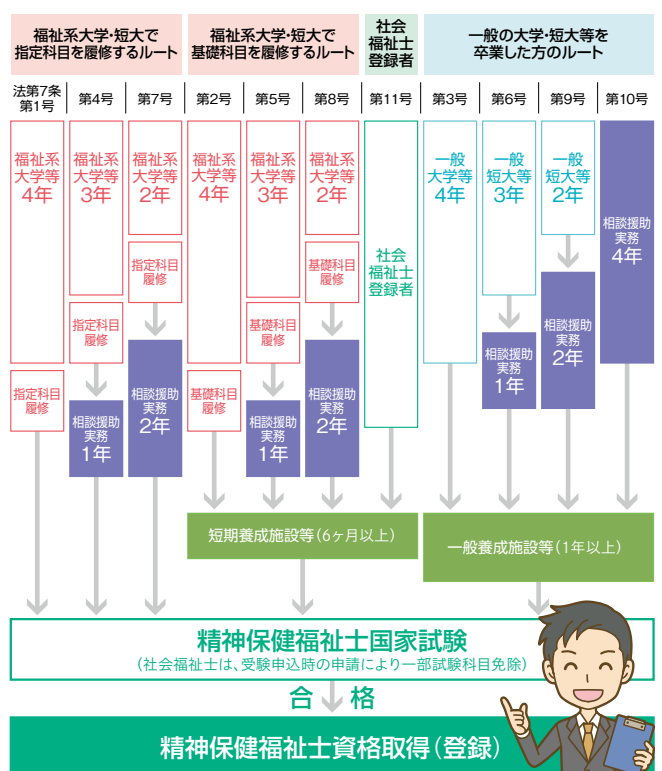 福祉系大学・短大で
指定科目を履修するルート
福祉系大学・短大で
基礎科目を履修するルート
社会
福祉士
登録者
一般の大学・短大等を
卒業した方のルート
法第7条
第1号
第4号
第7号
第2号
第5号
第8号
第11号
第3号
第6号
第9号
第10号
福祉系
大学等
4年
指定科目
履修
福祉系
大学等
3年
指定科目
履修
相談援助
実務
1年
福祉系
大学等
2年
指定科目
履修
相談援助
実務
2年
福祉系
大学等
4年
基礎科目
履修
福祉系
大学等
3年
基礎科目
履修
相談援助
実務
1年
福祉系
大学等
2年
基礎科目
履修
相談援助
実務
2年
社会
福祉士
登録者
一般
大学等
4年
一般
短大等
3年
相談援助
実務
1年
一般
短大等
2年
相談援助
実務
2年
相談援助
実務
4年
短期養成施設等(6ヶ月以上)
一般養成施設等(1年以上)
精神保健福祉士国家試験
(社会福祉士は、受験申込時の申請により一部試験科目免除)
合格
精神保健福祉士資格取得(登録)